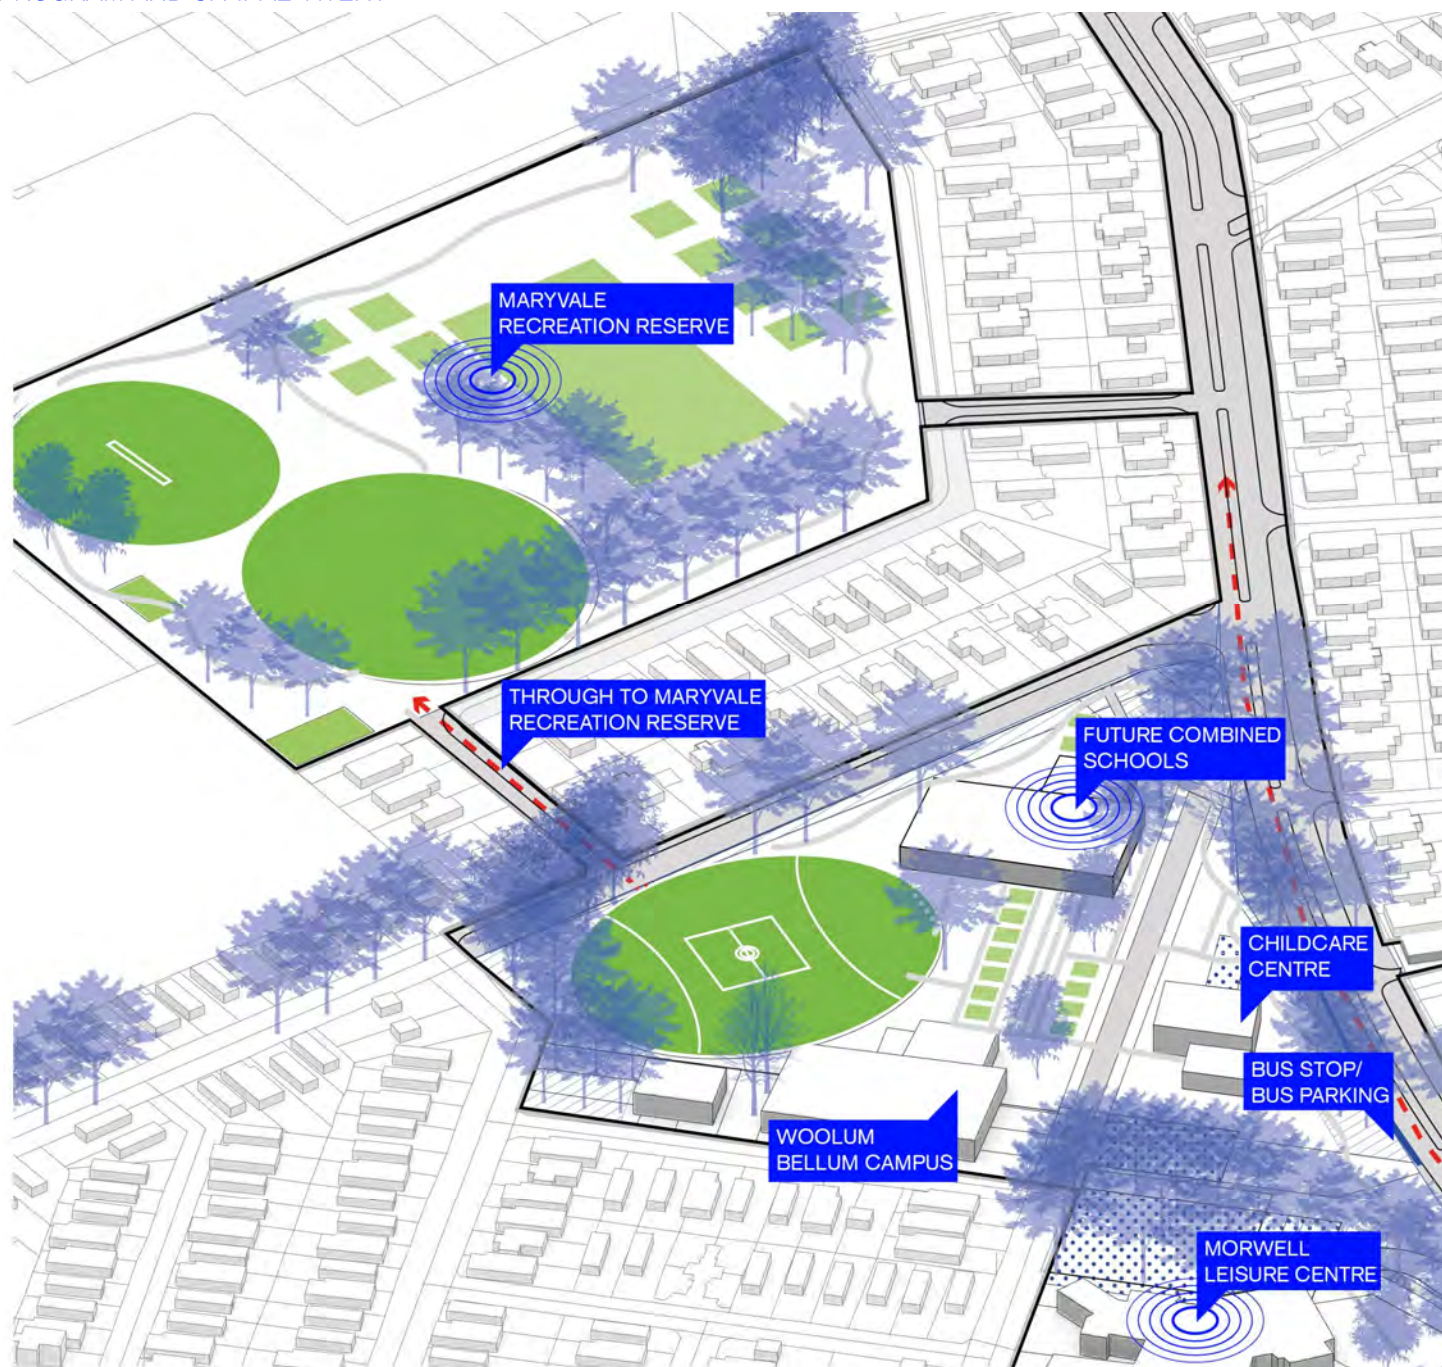 MARYVALE
RECREATION RESERVE
THROUGH TO MARYVALE
RECREATION RESERVE
FUTURE COMBINED
SCHOOLS
CHILDCARE
CENTRE
BUS STOP/
BUS PARKING
WOOLUM
BELLUM CAMPUS
MORWELL
LEISURE CENTRE